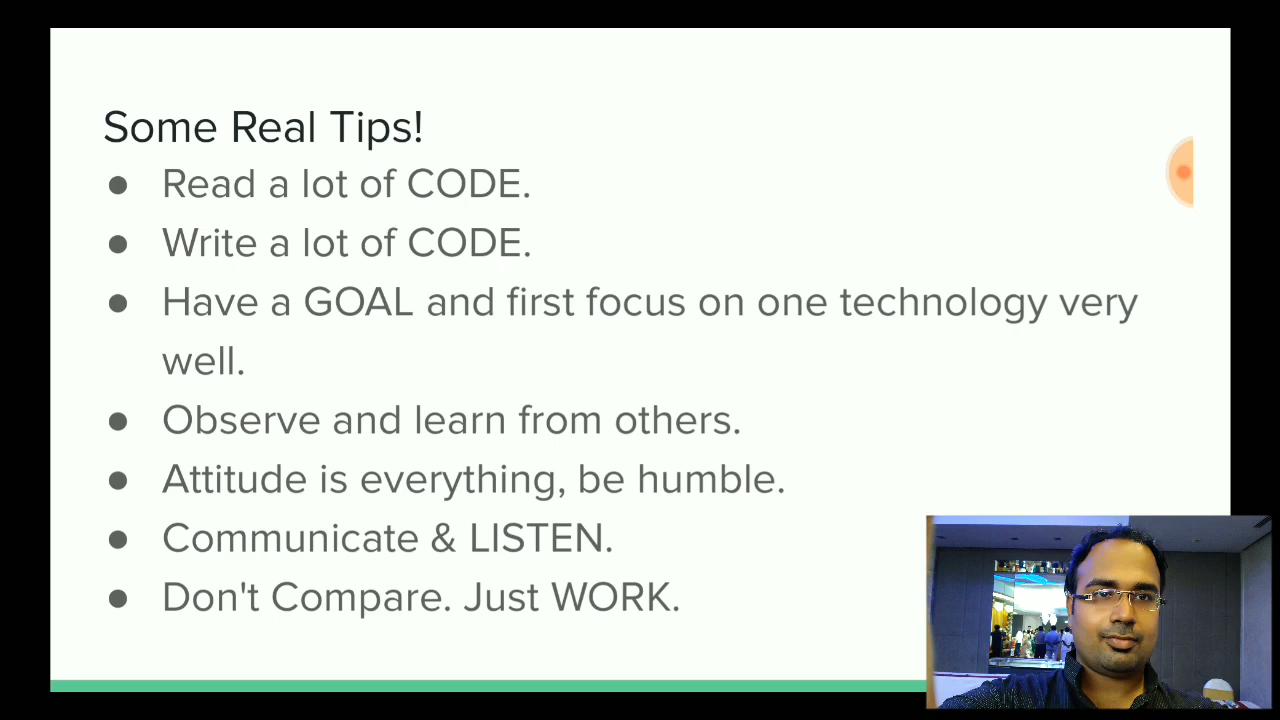 Some Real Tips!
● Read a lot of CODE.
● Write a lot of CODE.
● Have a GOAL and first focus on one technology very
well.
● Observe and learn from others.
● Attitude is everything, be humble.
● Communicate & LISTEN.
● Don't Compare. Just WORK.